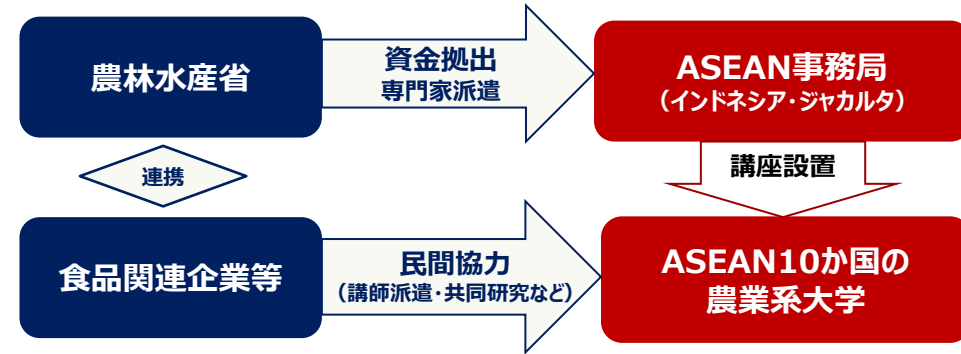 農林水産省
資金拠出
専門家派遣
ASEAN事務局
（インドネシア・ジャカルタ）
連携
講座設置
食品関連企業等
民間協力
（講師派遣・共同研究など）
ASEAN10か国の
農業系大学